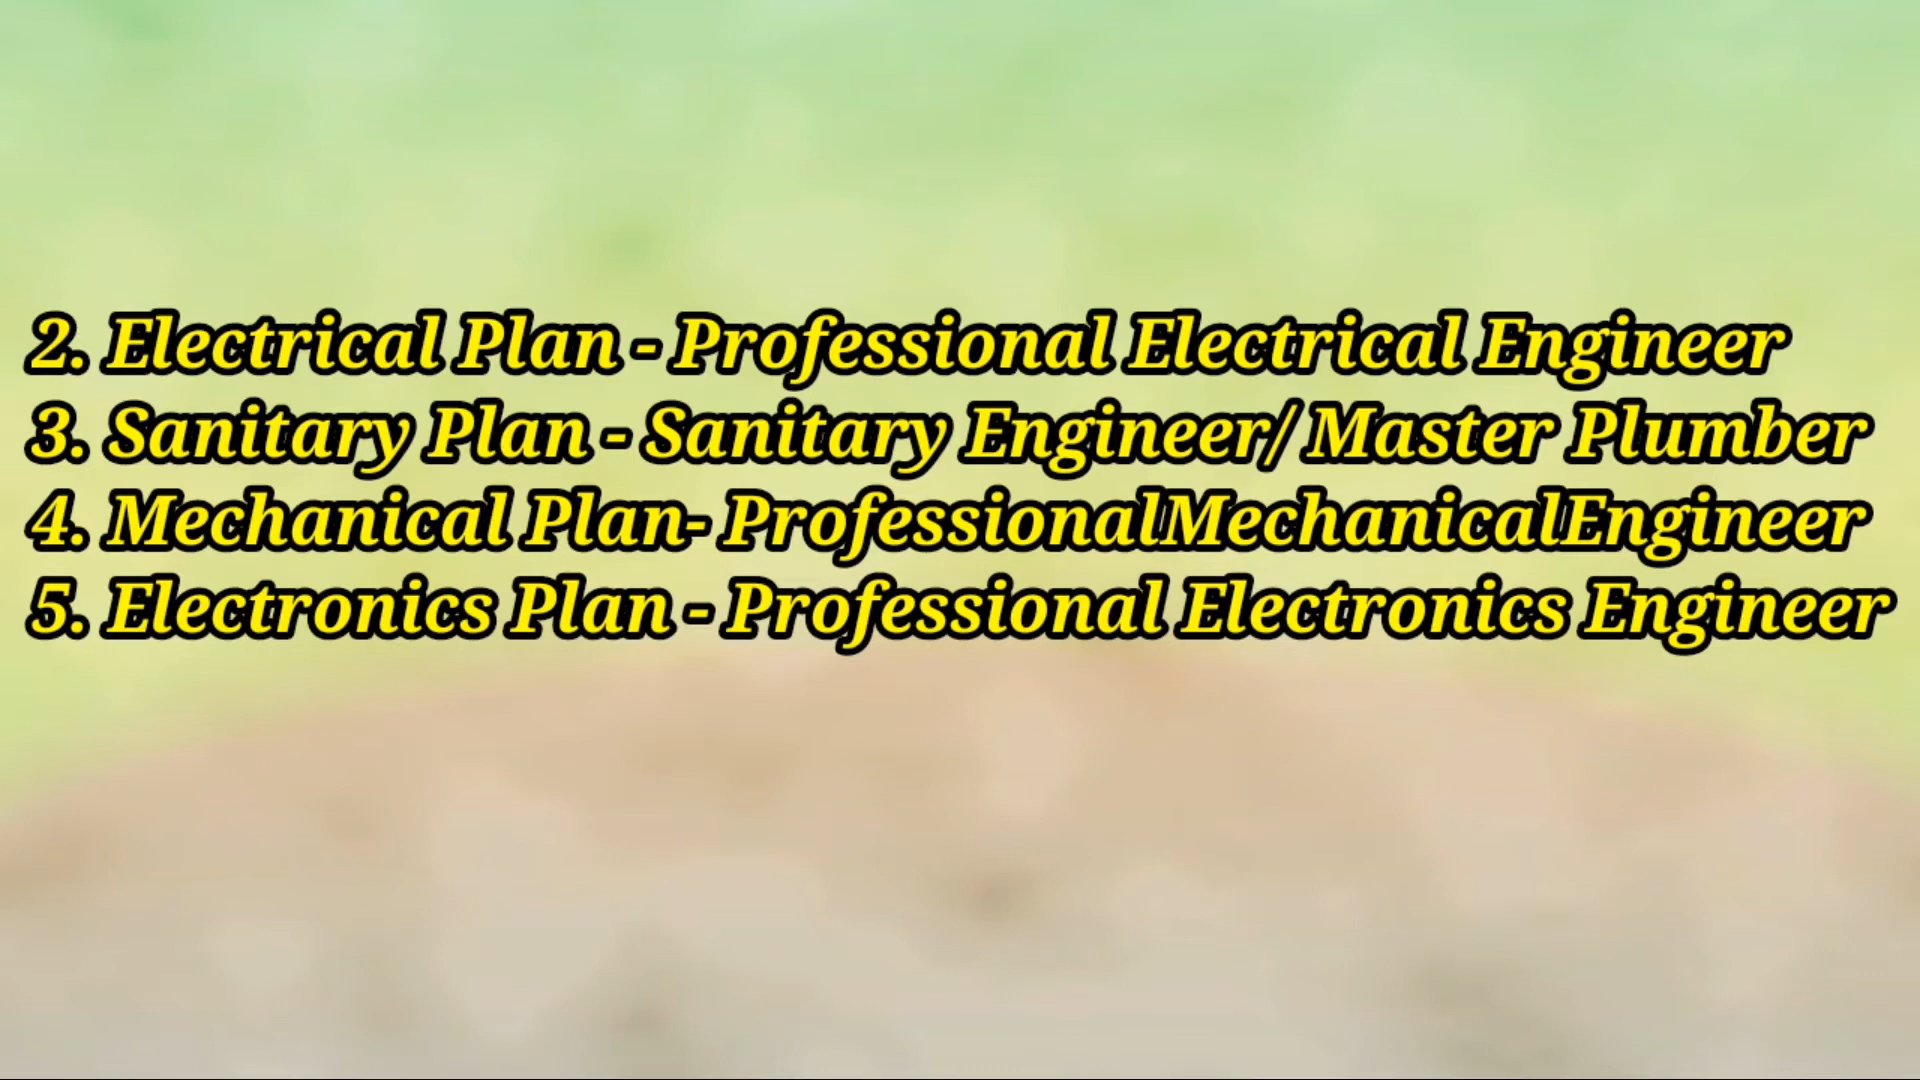 2. Electrical Plan - Professional Electrical Engineer
3. Sanitary Plan - Sanitary Engineer/ Master Plumber
4. Mechanical Plan- ProfessionalMechanicalEngineer
5. Electronics Plan - Professional Electronics Engineer